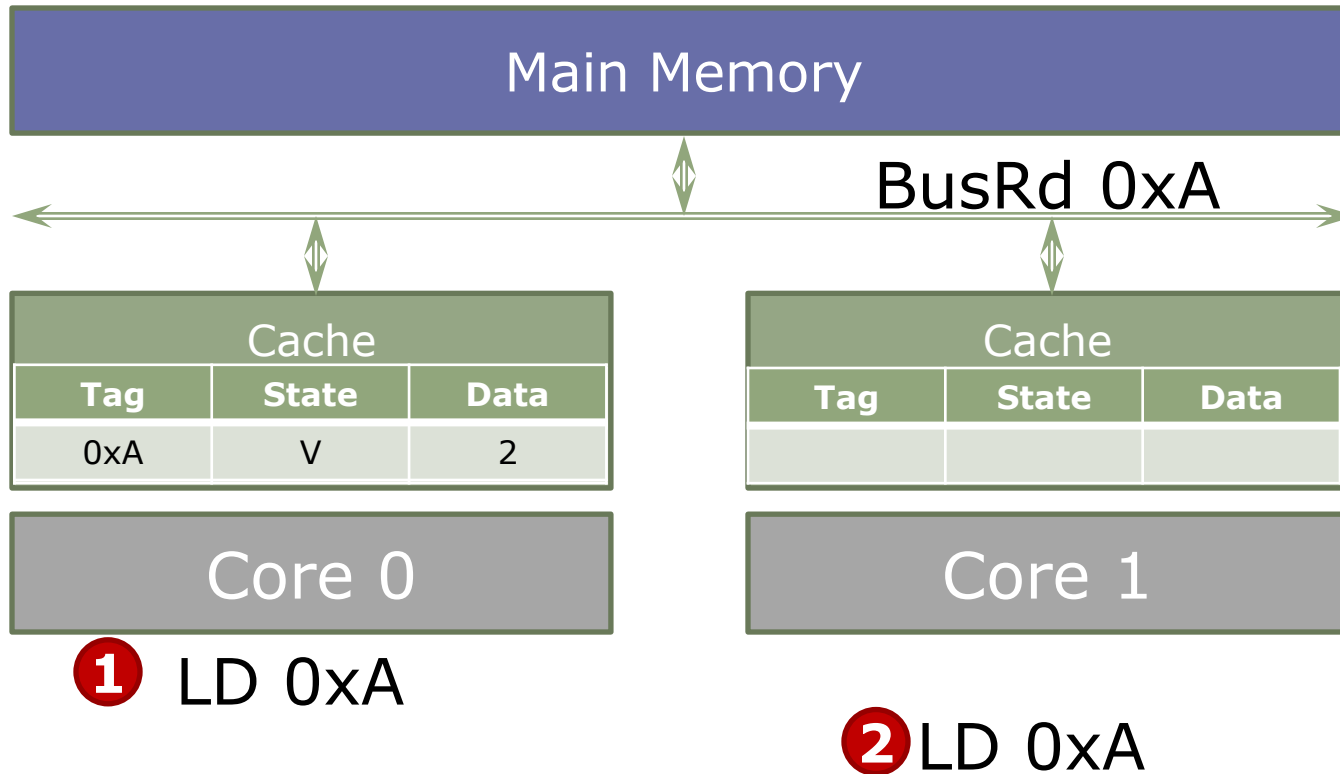 Main Memory
BusRd 0xA
Cache
Tag State Data
0xA V 2
Core 0
1 LD 0xA
Cache
Tag State Data
Core 1
2 LD 0xA